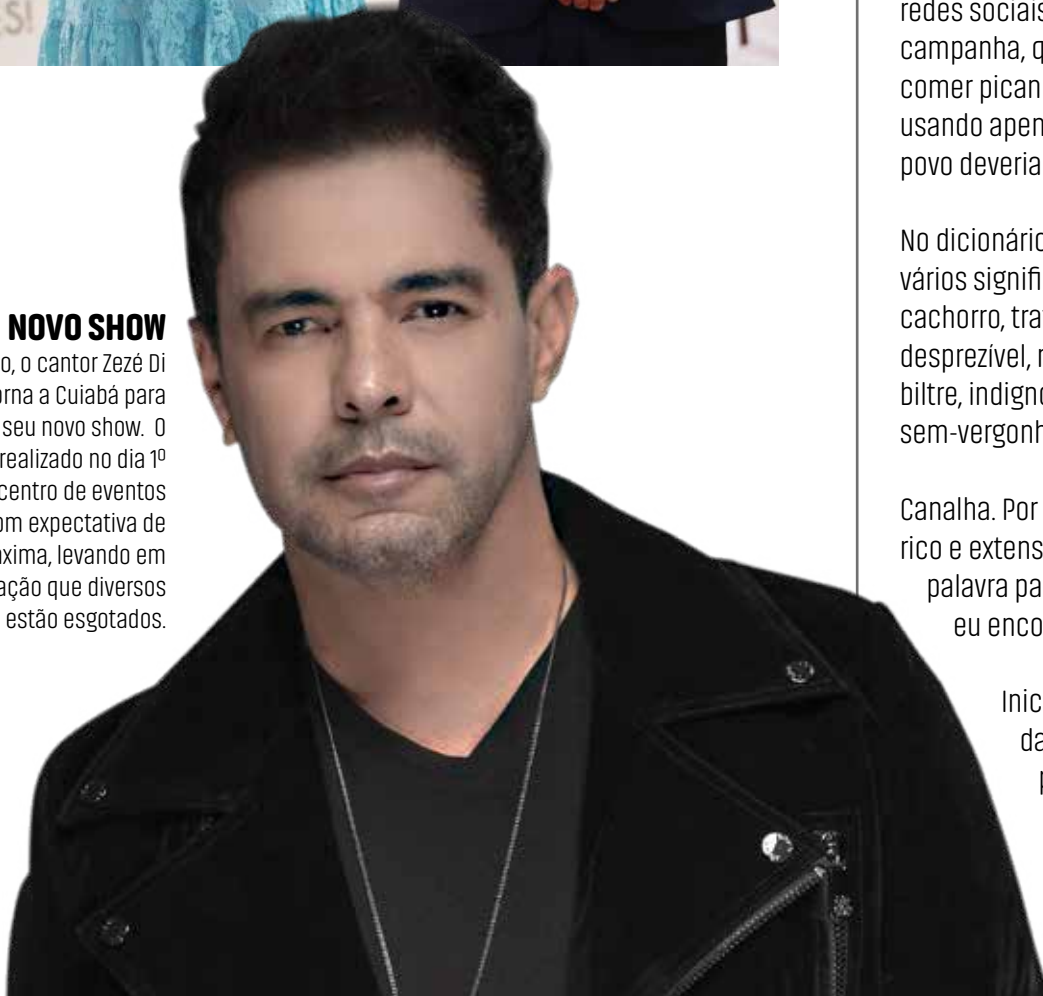 S!
NOVO SHOW
o, o cantor Zezé Di
orna a Cuiabá para
seu novo show. O
realizado no dia 1º
centro de eventos
om expectativa de
xima, levando em
ação que diversos
estão esgotados.
redes sociais
campanha, q
comer pican
usando apen
povo deveria
No dicionário
vários signifi
cachorro, tra
desprezível,
biltre, indign
sem-vergonh
Canalha. Por
rico e extens
palavra pa
eu enco
Inic
da
p